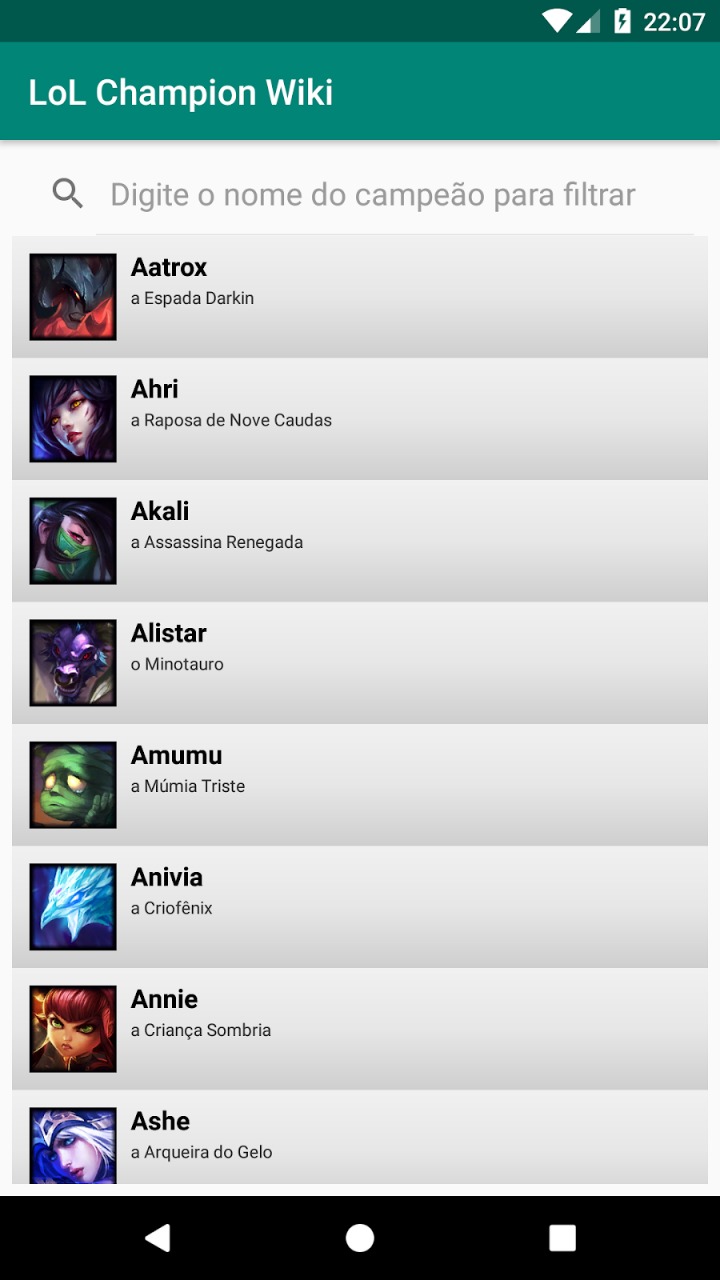 22:07
LoL Champion Wiki
Digite o nome do campeão para filtrar
Aatrox
a Espada Darkin
Ahri
a Raposa de Nove Caudas
Akali
a Assassina Renegada
Alistar
o Minotauro
Amumu
a Múmia Triste
Anivia
a Criofênix
Annie
a Criança Sombria
Ashe
a Arqueira do Gelo